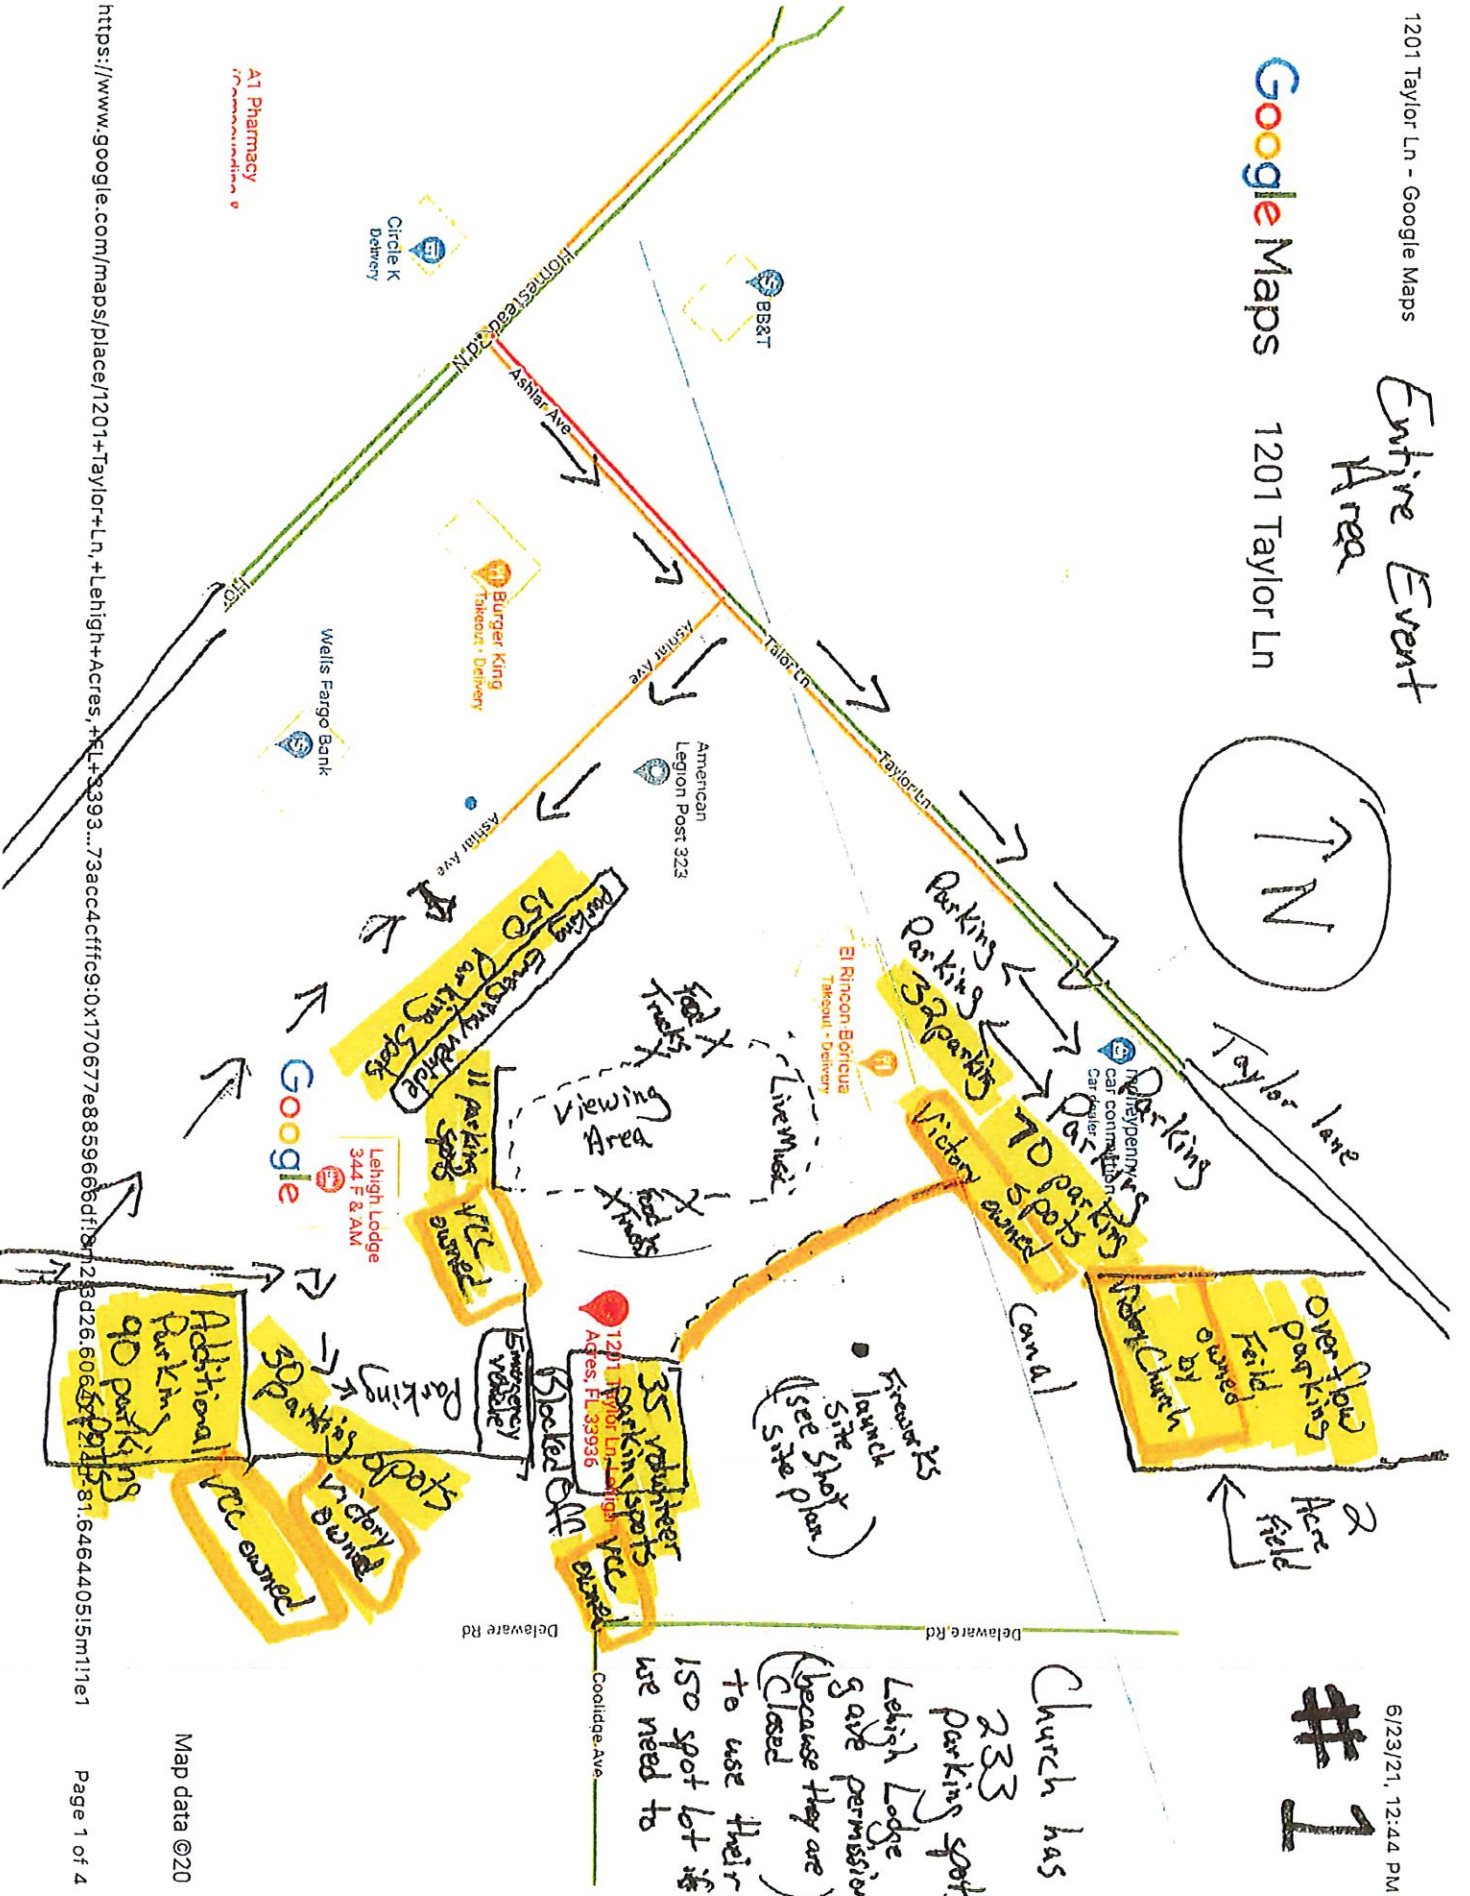 1201 Taylor Ln - Google Maps
6/23/21, 12:44 PM
Entire Event
Area
# 1
Google Maps
1201 Taylor Ln
↑ N
Taylor Lane
2
Acre
Field
Over flow
parking
Feild
owned
by
Victory Church
Church has
233
parking spots
Lehigh Lodge
gave permission
(because they are
Closed)
to use their
150 spot lot if
we need to
BB&T
Circle K
Delivery
A1 Pharmacy
Homestead Rd N
Ashlar Ave
Talor Ln
Taylor Ln
Ashlar Ave
Ashlar Ave
Burger King
Takeout • Delivery
Wells Fargo Bank
American
Legion Post 323
Parking
Parking
32 parking
moneypennys
car connection
Car dealer
Parking
Parking
70 parking
spots
Victory
owned
El Rincon Boricua
Takeout • Delivery
Canal
Live Music
Food
Trucks
X
X
Viewing
Area
Food
Trucks
X
X
Fireworks
launch
Site
(see Shot
Site plan)
Parking Emergency vehicle
150 Parking Spots
11 parking
spots
VCC
owned
Lehigh Lodge
344 F & AM
Google
1201 Taylor Ln, Lehigh
Acres, FL 33936
35 volunteer
parking spots
VCC
owned
Blocked Off
Emergency
vehicle
Parking
30 parking spots
Victory
owned
Additional
Parking
90 parking spots
VCC owned
Delaware Rd
Delaware Rd
Coolidge Ave
Map data ©20
Page 1 of 4